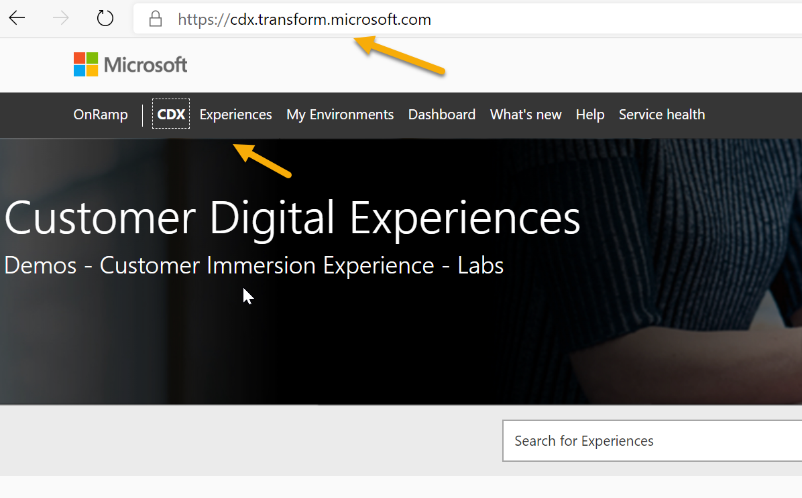 https://cdx.transform.microsoft.com
Microsoft
OnRamp CDX Experiences My Environments Dashboard What's new Help Service health
Customer Digital Experiences
Demos - Customer Immersion Experience - Labs
Search for Experiences